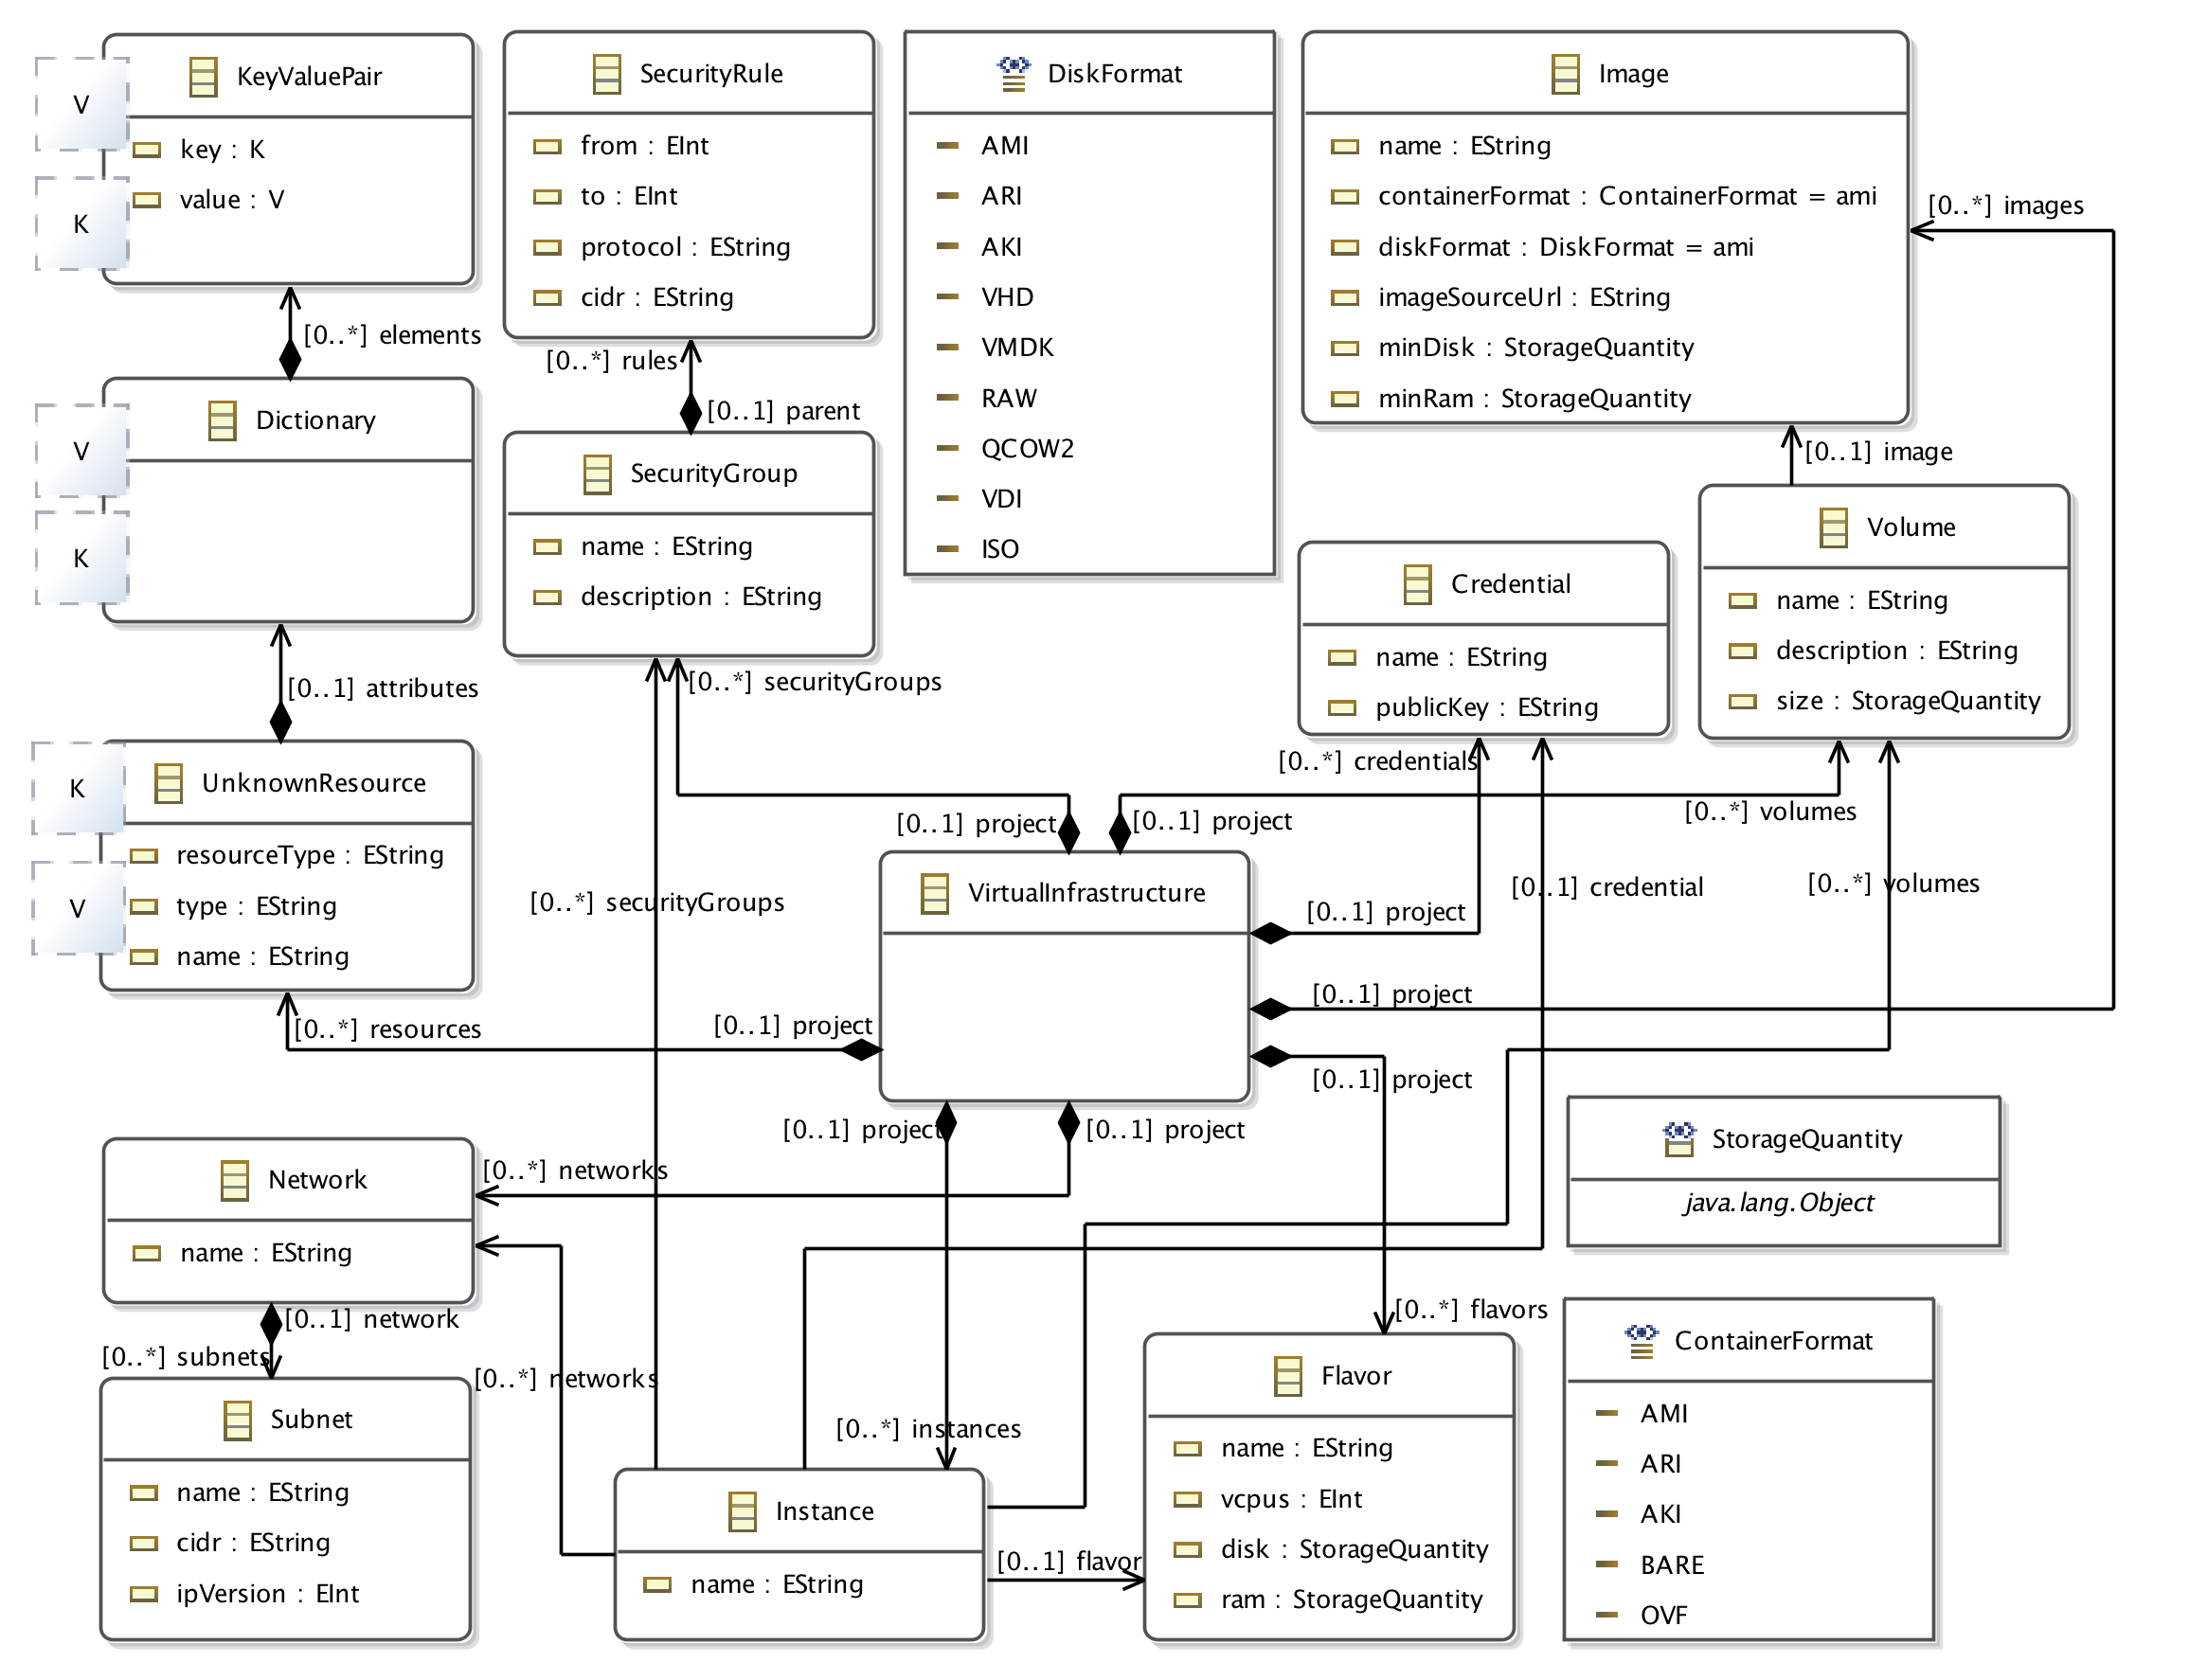 V
K
KeyValuePair
key : K
value : V
[0..*] elements
V
K
Dictionary
[0..1] attributes
K
V
UnknownResource
resourceType : EString
type : EString
name : EString
[0..*] resources
[0..1] project
SecurityRule
from : EInt
to : EInt
protocol : EString
cidr : EString
[0..*] rules
[0..1] parent
SecurityGroup
name : EString
description : EString
[0..*] securityGroups
[0..*] securityGroups
DiskFormat
AMI
ARI
AKI
VHD
VMDK
RAW
QCOW2
VDI
ISO
Image
name : EString
containerFormat : ContainerFormat = ami
diskFormat : DiskFormat = ami
imageSourceUrl : EString
minDisk : StorageQuantity
minRam : StorageQuantity
[0..*] images
[0..1] image
Volume
name : EString
description : EString
size : StorageQuantity
Credential
name : EString
publicKey : EString
[0..*] credentials
[0..*] volumes
[0..1] project
[0..1] project
VirtualInfrastructure
[0..1] credential
[0..*] volumes
[0..1] project
[0..1] project
[0..1] project
[0..1] project
[0..1] project
StorageQuantity
java.lang.Object
Network
name : EString
[0..*] networks
[0..1] network
[0..*] subnets
[0..*] networks
Subnet
name : EString
cidr : EString
ipVersion : EInt
[0..*] instances
Instance
name : EString
[0..1] flavor
[0..*] flavors
Flavor
name : EString
vcpus : EInt
disk : StorageQuantity
ram : StorageQuantity
ContainerFormat
AMI
ARI
AKI
BARE
OVF